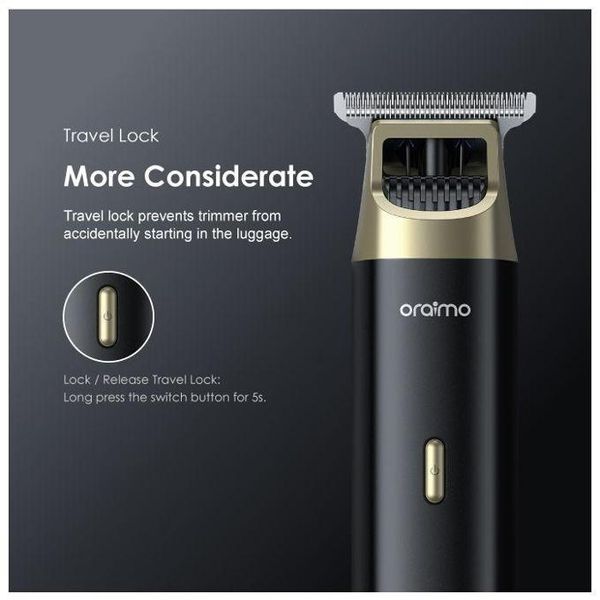 Travel Lock
More Considerate
Travel lock prevents trimmer from
accidentally starting in the luggage.
Lock / Release Travel Lock:
Long press the switch button for 5s.
oraimo